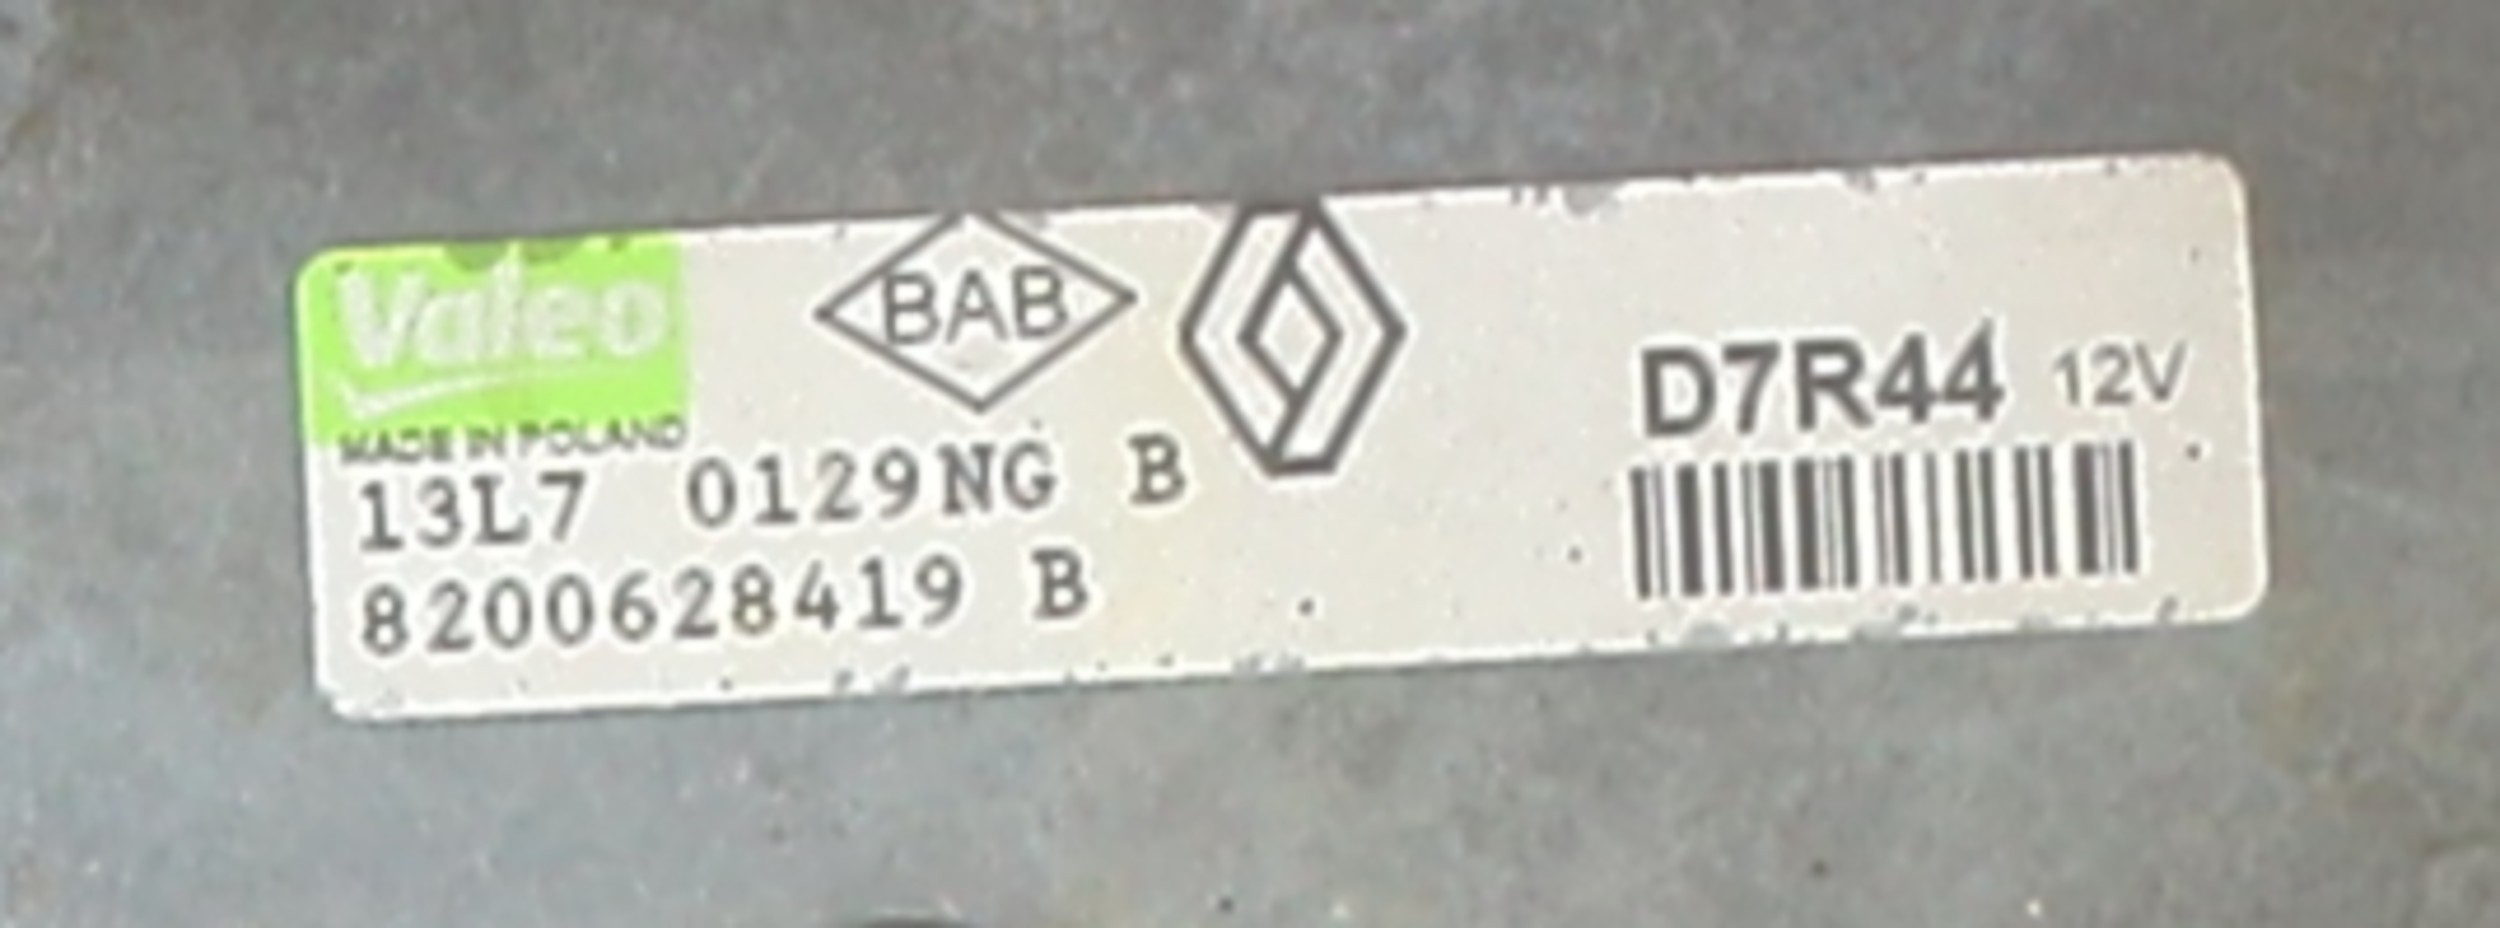 Valeo
BAB
D7R44 12V
MADE IN POLAND
13L7 0129NG B
8200628419 B